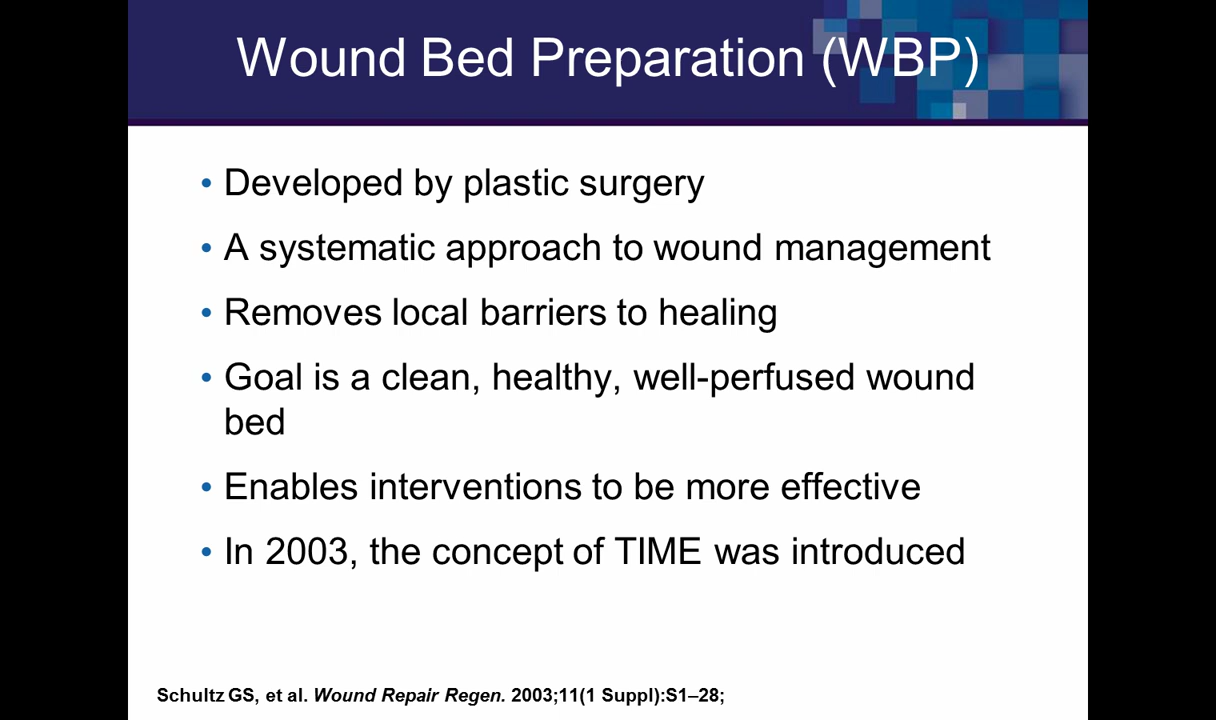 Wound Bed Preparation (WBP)
• Developed by plastic surgery
• A systematic approach to wound management
• Removes local barriers to healing
• Goal is a clean, healthy, well-perfused wound
bed
• Enables interventions to be more effective
• In 2003, the concept of TIME was introduced
Schultz GS, et al. Wound Repair Regen. 2003;11(1 Suppl):S1–28;